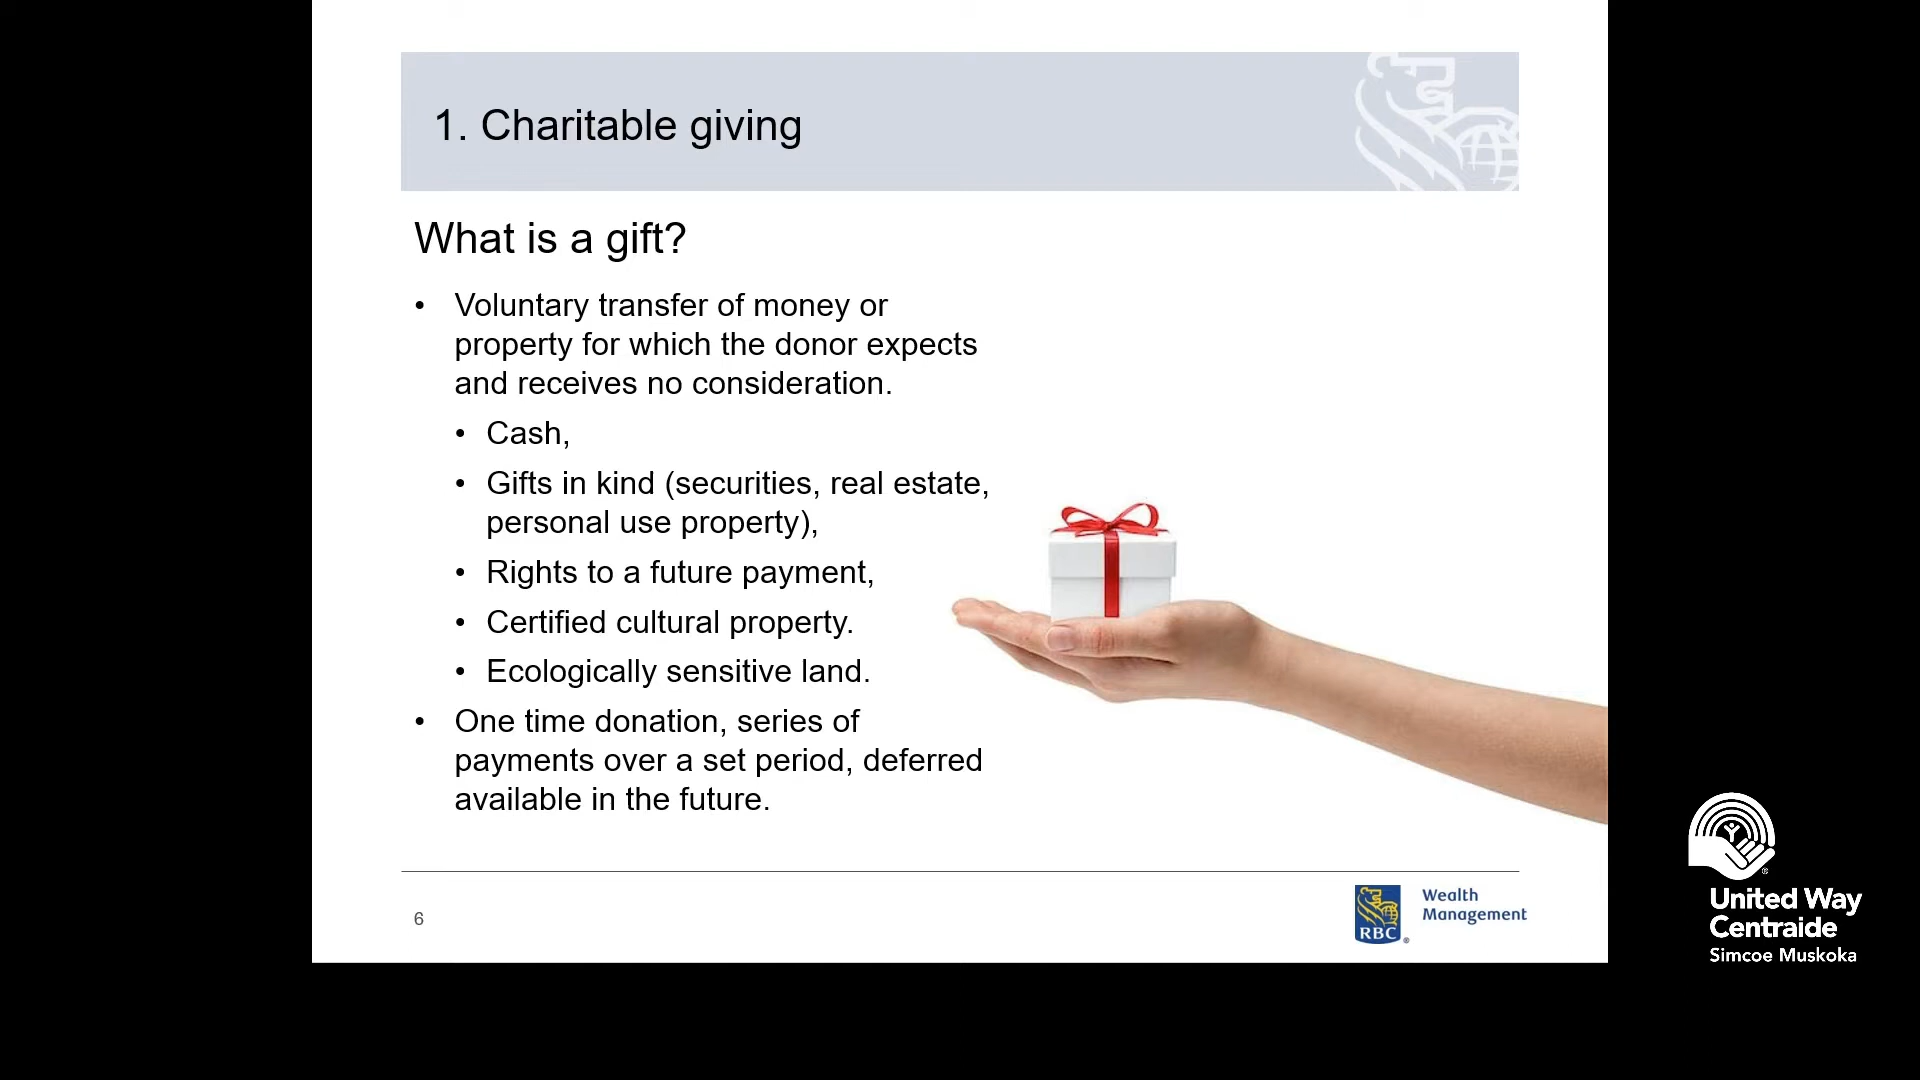 1. Charitable giving
What is a gift?
• Voluntary transfer of money or
property for which the donor expects
and receives no consideration.
• Cash,
• Gifts in kind (securities, real estate,
personal use property),
• Rights to a future payment,
• Certified cultural property.
• Ecologically sensitive land.
• One time donation, series of
payments over a set period, deferred
available in the future.
6
RBC
®
Wealth
Management
®
United Way
Centraide
Simcoe Muskoka